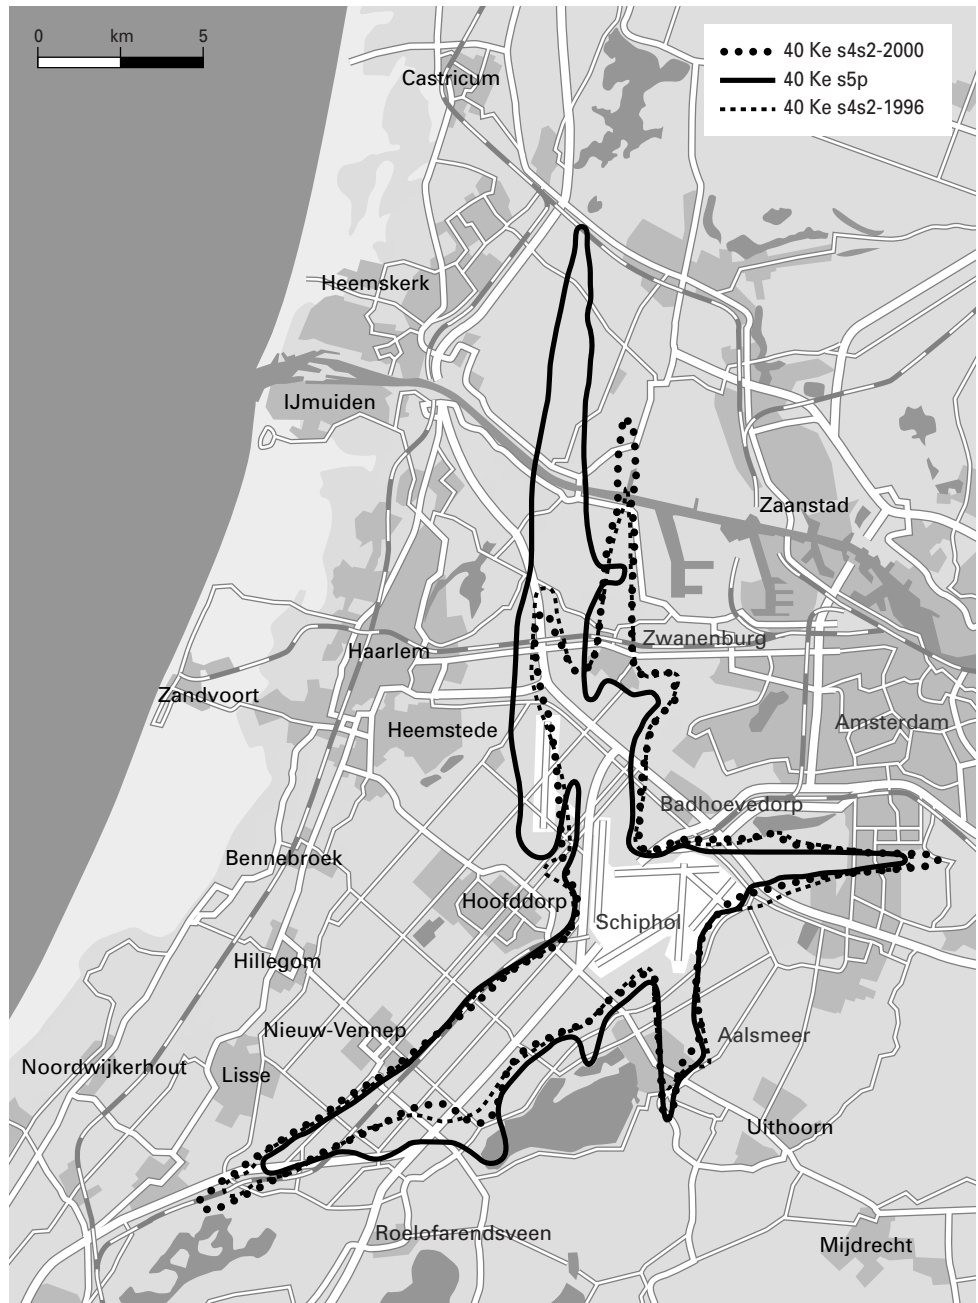 0 km 5
40 Ke s4s2-2000
40 Ke s5p
40 Ke s4s2-1996
Castricum
Heemskerk
IJmuiden
Zaanstad
Zwanenburg
Haarlem
Zandvoort
Heemstede
Amsterdam
Badhoevedorp
Bennebroek
Hoofddorp
Schiphol
Hillegom
Nieuw-Vennep
Aalsmeer
Noordwijkerhout
Lisse
Uithoorn
Roelofarendsveen
Mijdrecht